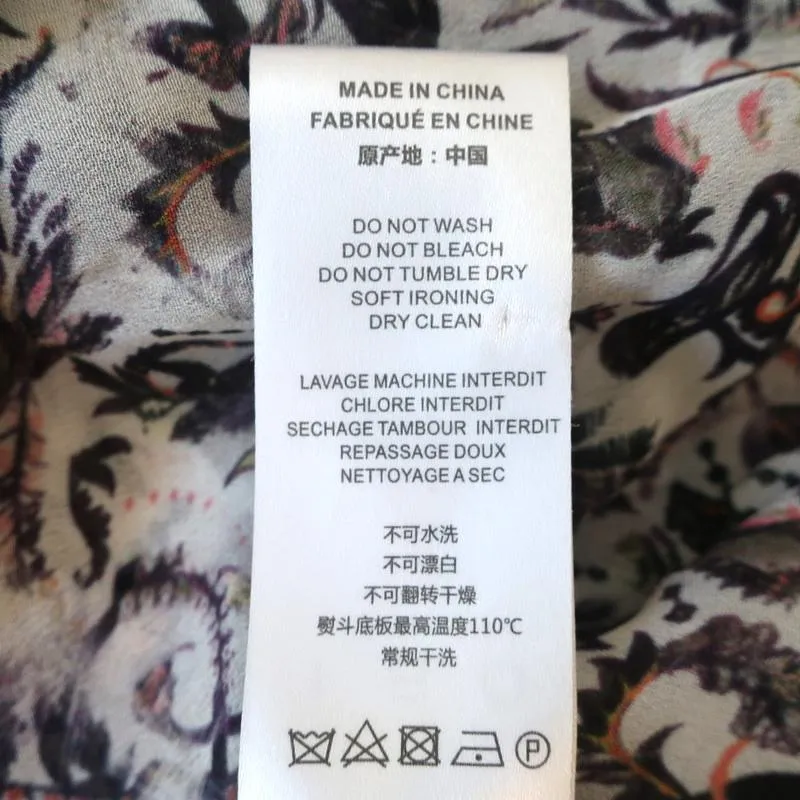 MADE IN CHINA
FABRIQUÉ EN CHINE
原产地：中国
DO NOT WASH
DO NOT BLEACH
DO NOT TUMBLE DRY
SOFT IRONING
DRY CLEAN
LAVAGE MACHINE INTERDIT
CHLORE INTERDIT
SECHAGE TAMBOUR INTERDIT
REPASSAGE DOUX
NETTOYAGE A SEC
不可水洗
不可漂白
不可翻转干燥
熨斗底板最高温度110℃
常规干洗
P